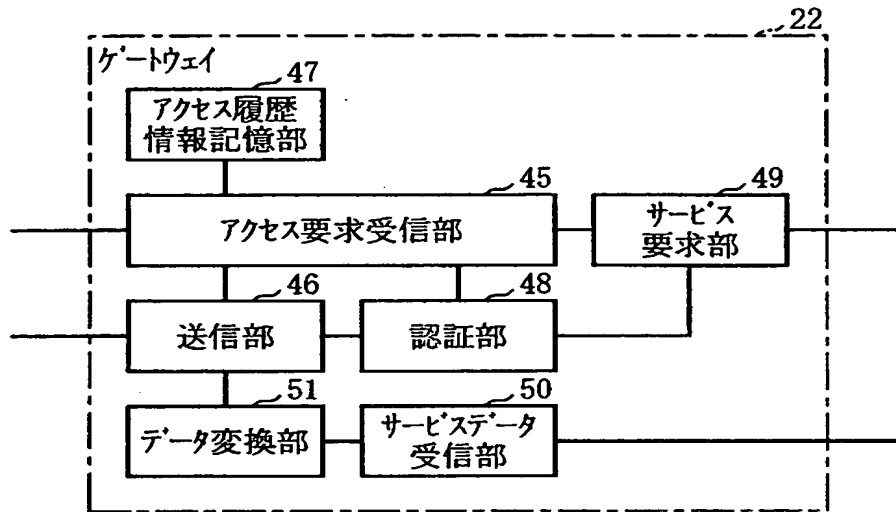 22
ゲートウェイ
47
アクセス履歴
情報記憶部
45
アクセス要求受信部
49
サービス
要求部
46
送信部
48
認証部
51
データ変換部
50
サービスデータ
受信部